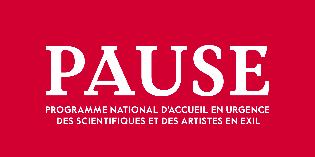 PAUSE
PROGRAMME NATIONAL D'ACCUEIL EN URGENCE
DES SCIENTIFIQUES ET DES ARTISTES EN EXIL